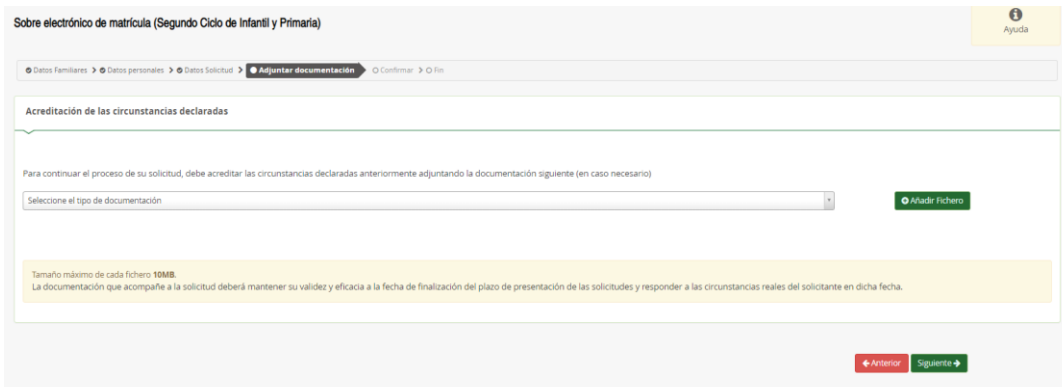 Sobre electrónico de matrícula (Segundo Ciclo de Infantil y Primaria)
Ayuda
Datos Familiares > Datos personales > Datos Solicitud > Adjuntar documentación Confirmar > Fin
Acreditación de las circunstancias declaradas
Para continuar el proceso de su solicitud, debe acreditar las circunstancias declaradas anteriormente adjuntando la documentación siguiente (en caso necesario)
Seleccione el tipo de documentación
Añadir Fichero
Tamaño máximo de cada fichero 10MB.
La documentación que acompañe a la solicitud deberá mantener su validez y eficacia a la fecha de finalización del plazo de presentación de las solicitudes y responder a las circunstancias reales del solicitante en dicha fecha.
Anterior Siguiente